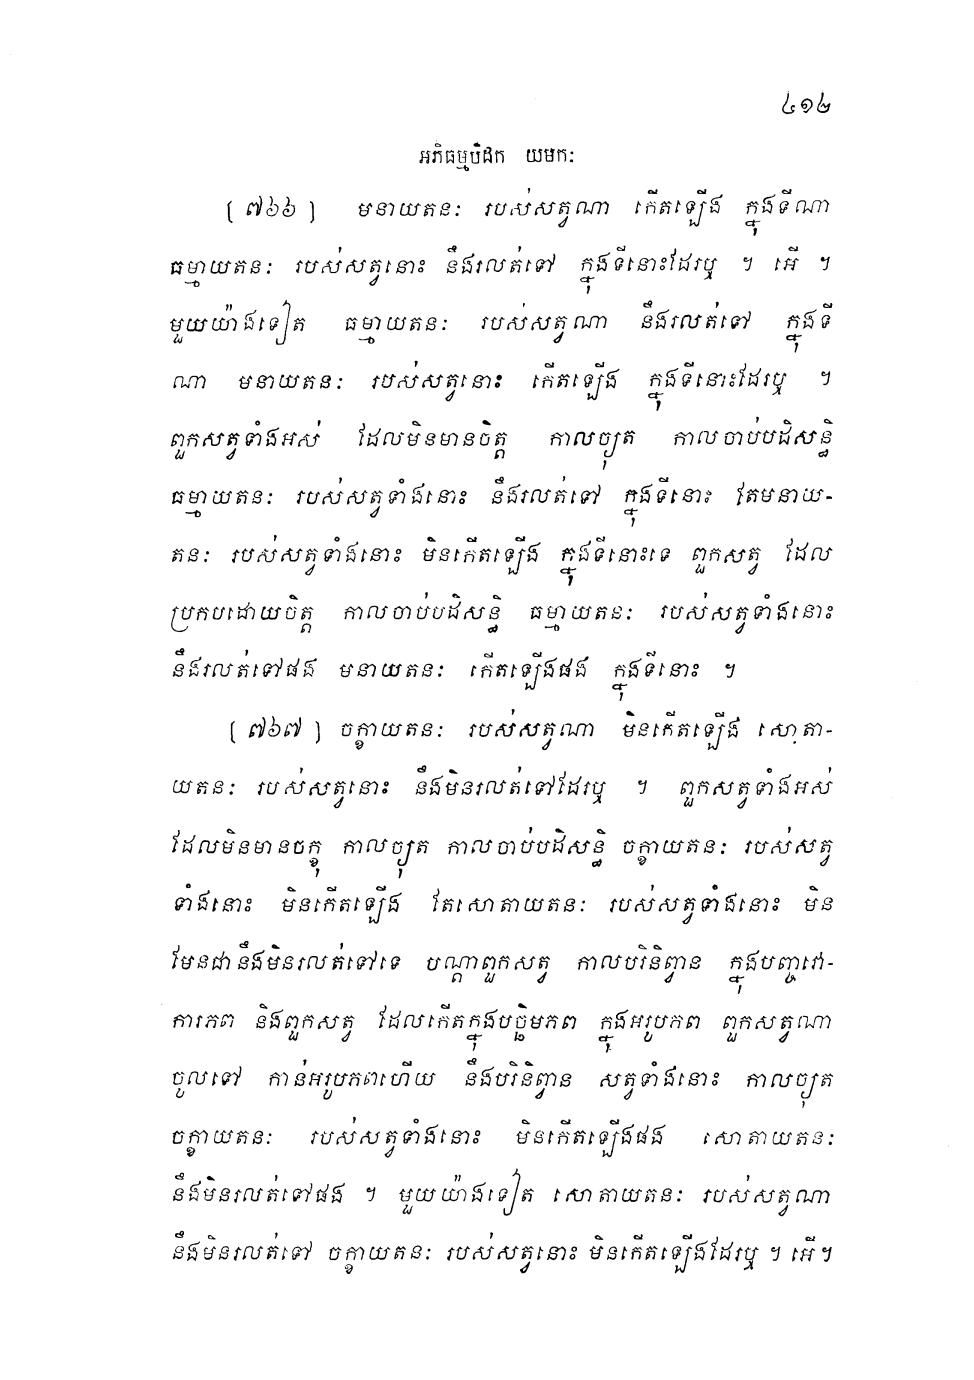 ៤១២
អភិធម្មបិដក យមកៈ
(៧៦៦) មនាយតនៈ របស់សត្វណា កើតឡើង ក្នុងទីណា
ធម្មាយតនៈ របស់សត្វនោះ នឹងរលត់ទៅ ក្នុងទីនោះដែរឬ ។ អើ ។
មួយយ៉ាងទៀត ធម្មាយតនៈ របស់សត្វណា នឹងរលត់ទៅ ក្នុងទី
ណា មនាយតនៈ របស់សត្វនោះ កើតឡើង ក្នុងទីនោះដែរឬ ។
ពួកសត្វទាំងអស់ ដែលមិនមានចិត្ត កាលច្យុត កាលចាប់បដិសន្ធិ
ធម្មាយតនៈ របស់សត្វទាំងនោះ នឹងរលត់ទៅ ក្នុងទីនោះ តែមនាយ-
តនៈ របស់សត្វទាំងនោះ មិនកើតឡើង ក្នុងទីនោះទេ ពួកសត្វ ដែល
ប្រកបដោយចិត្ត កាលចាប់បដិសន្ធិ ធម្មាយតនៈ របស់សត្វទាំងនោះ
នឹងរលត់ទៅផង មនាយតនៈ កើតឡើងផង ក្នុងទីនោះ ។
(៧៦៧) ចក្ខាយតនៈ របស់សត្វណា មិនកើតឡើង សោតា-
យតនៈ របស់សត្វនោះ នឹងមិនរលត់ទៅដែរឬ ។ ពួកសត្វទាំងអស់
ដែលមិនមានចក្ខុ កាលច្យុត កាលចាប់បដិសន្ធិ ចក្ខាយតនៈ របស់សត្វ
ទាំងនោះ មិនកើតឡើង តែសោតាយតនៈ របស់សត្វទាំងនោះ មិន
មែនជានឹងមិនរលត់ទៅទេ បណ្តាពួកសត្វ កាលបរិនិព្វាន ក្នុងបញ្ចវោ-
ការភព និងពួកសត្វ ដែលកើតក្នុងបច្ឆិមភព ក្នុងអរូបភព ពួកសត្វណា
ចូលទៅ កាន់អរូបភពហើយ នឹងបរិនិព្វាន សត្វទាំងនោះ កាលច្យុត
ចក្ខាយតនៈ របស់សត្វទាំងនោះ មិនកើតឡើងផង សោតាយតនៈ
នឹងមិនរលត់ទៅផង ។ មួយយ៉ាងទៀត សោតាយតនៈ របស់សត្វណា
នឹងមិនរលត់ទៅ ចក្ខាយតនៈ របស់សត្វនោះ មិនកើតឡើងដែរឬ ។ អើ។